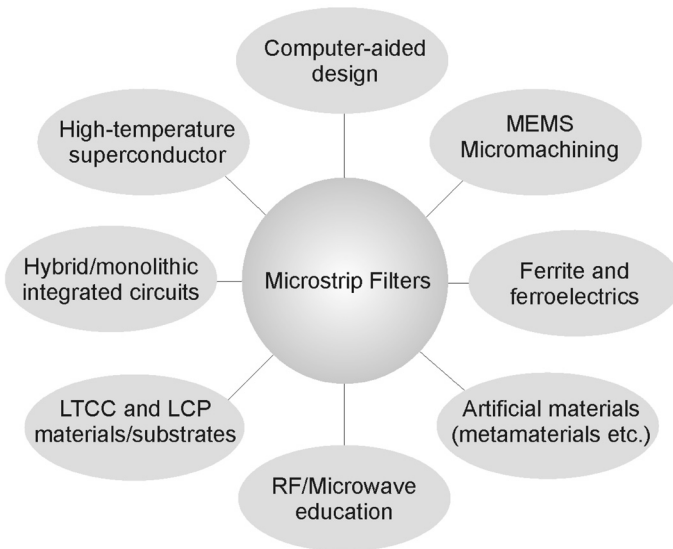 Computer-aided
design
High-temperature
superconductor
MEMS
Micromachining
Hybrid/monolithic
integrated circuits
Microstrip Filters
Ferrite and
ferroelectrics
LTCC and LCP
materials/substrates
Artificial materials
(metamaterials etc.)
RF/Microwave
education